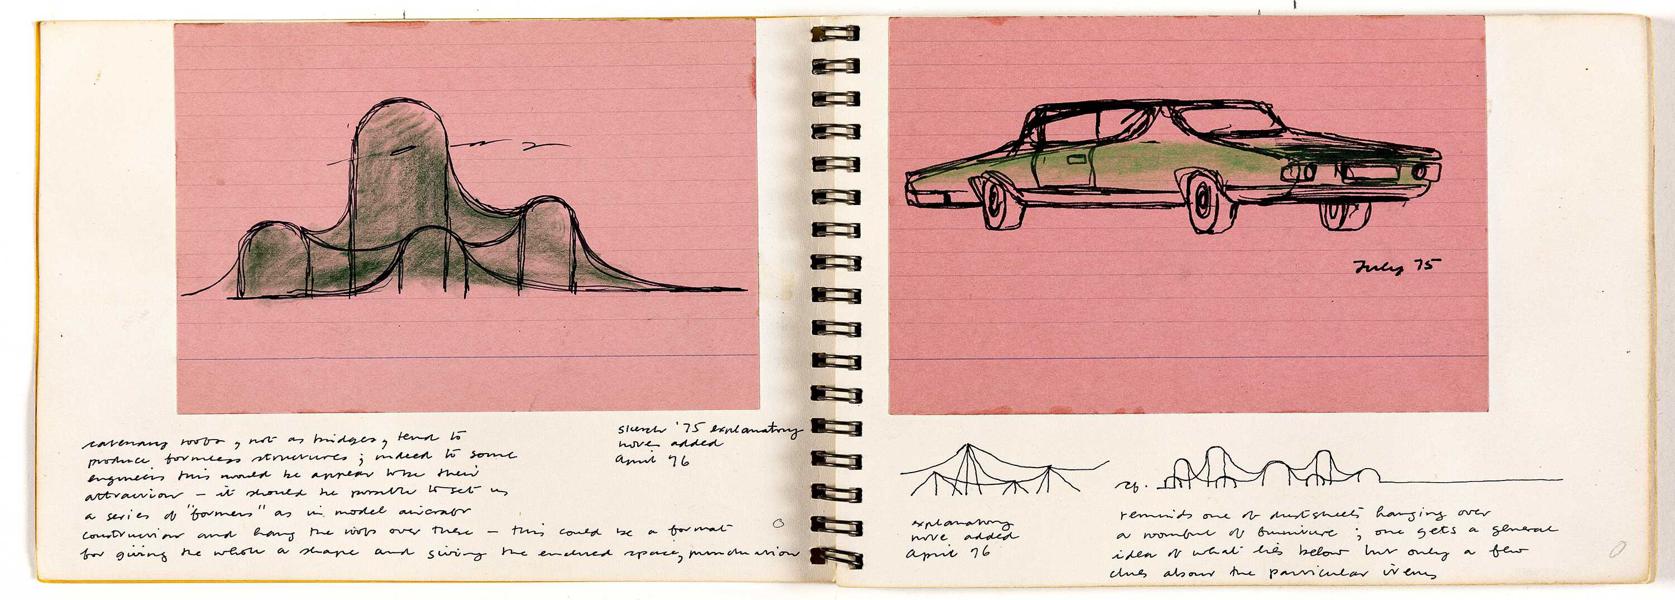 catenary roofs, not as bridges, tend to
produce formless structures; indeed to some
engineers this would be appear to be their
attraction – it should be possible to set up
a series of "formers" as in model aircraft
construction and hang the roofs over these – this could be a format
for giving the whole a shape and giving the enclosed space, punctuation
sketch '75 explanatory
note added
April 76
July 75
explanatory
note added
April 76
cf.
reminds one of dustsheets hanging over
a roomful of furniture; one gets a general
idea of what lies below but only a few
clues about the particular items